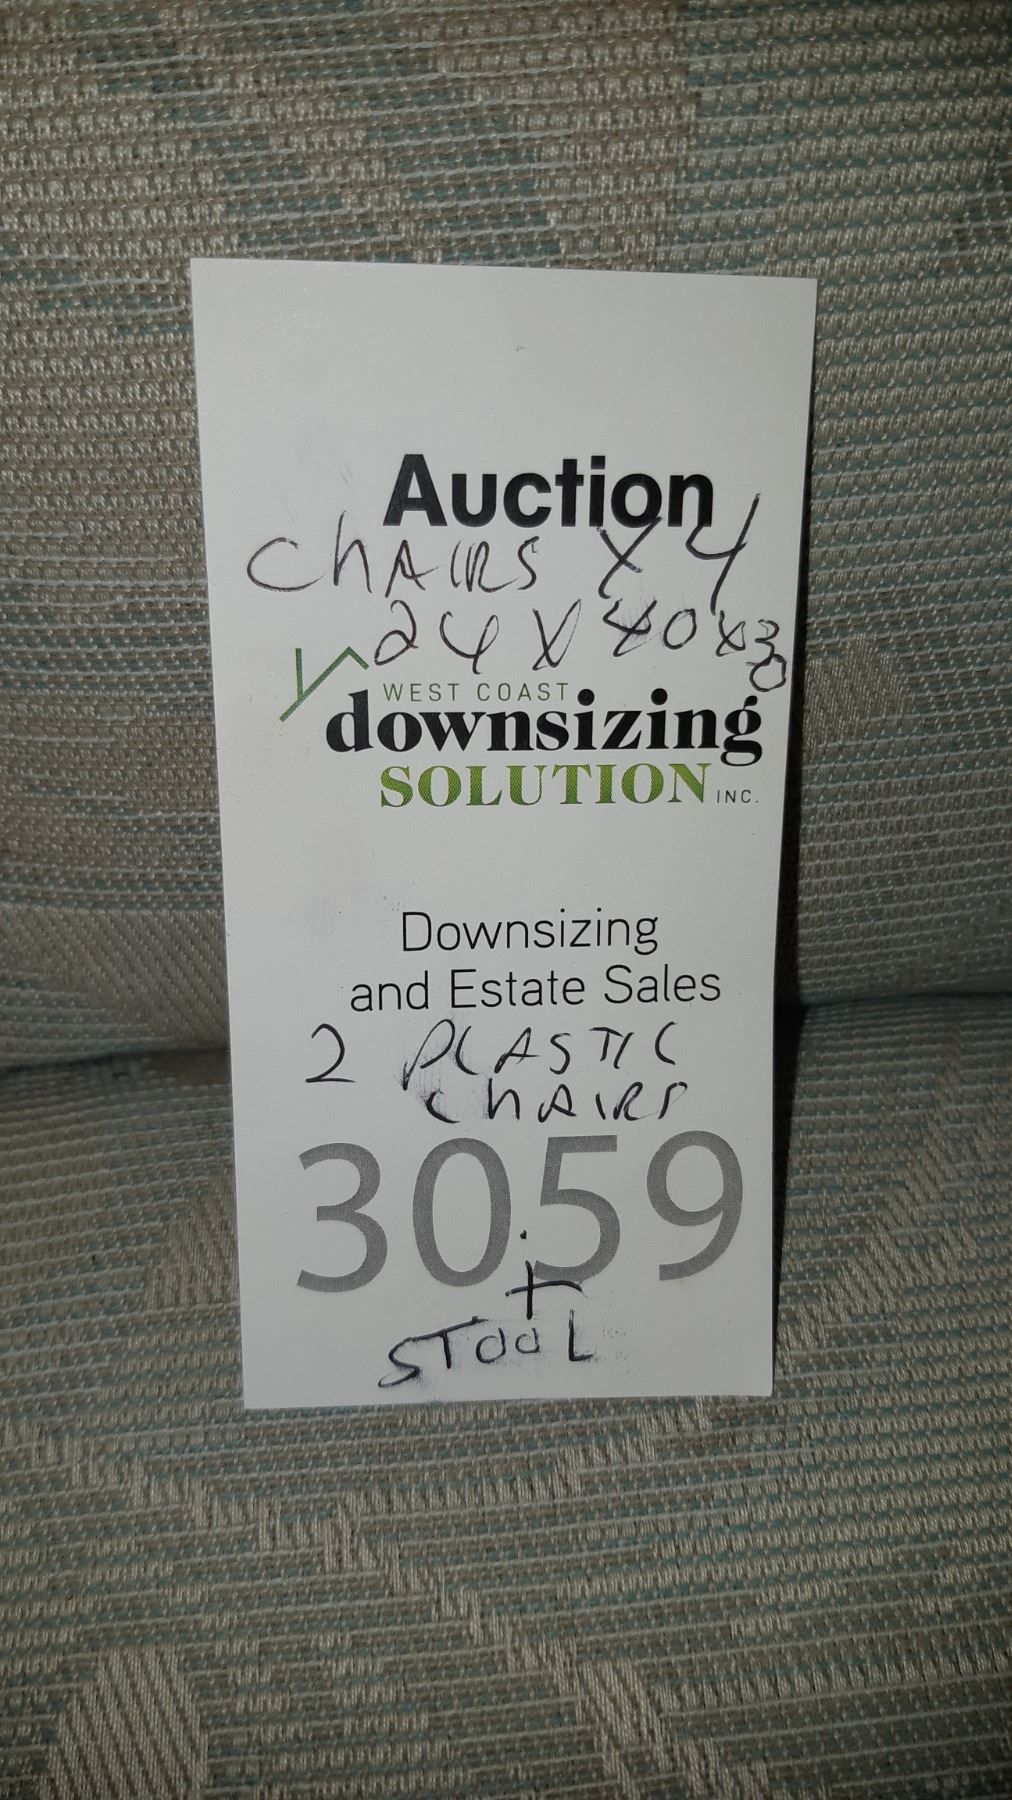 Auction
CHAIRS X 4
24 X 40 X 30
WEST COAST
downsizing
SOLUTION INC.
Downsizing
and Estate Sales
2 PLASTIC
CHAIRS
3059
+
STOOL